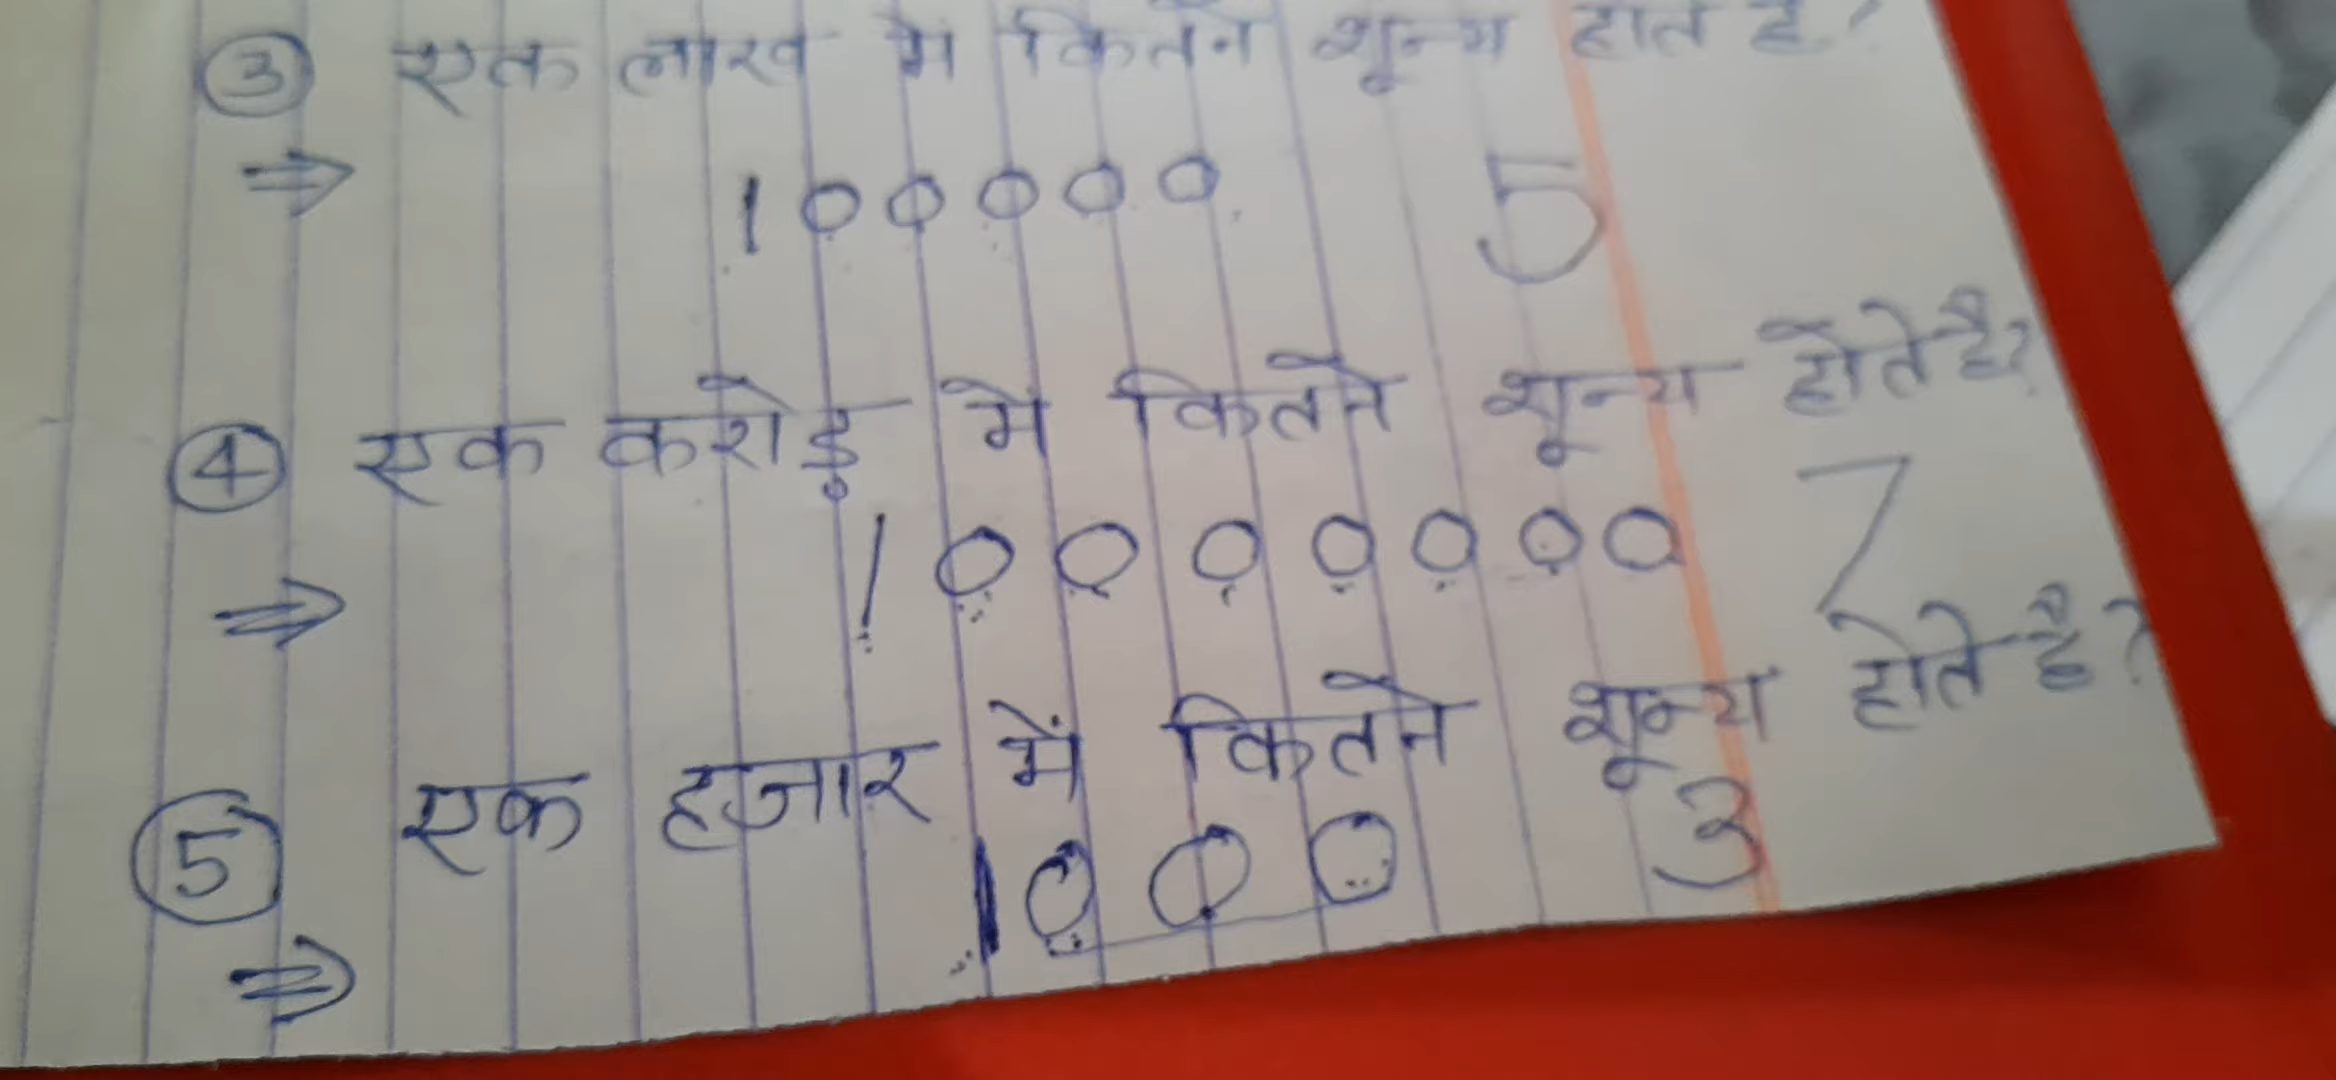 ③ एक लाख में कितने शून्य होते है?
⇒ 100000 5
④ एक करोड़ में कितने शून्य होते है?
⇒ 10000000 7
⑤ एक हजार में कितने शून्य होते है?
⇒ 1000 3